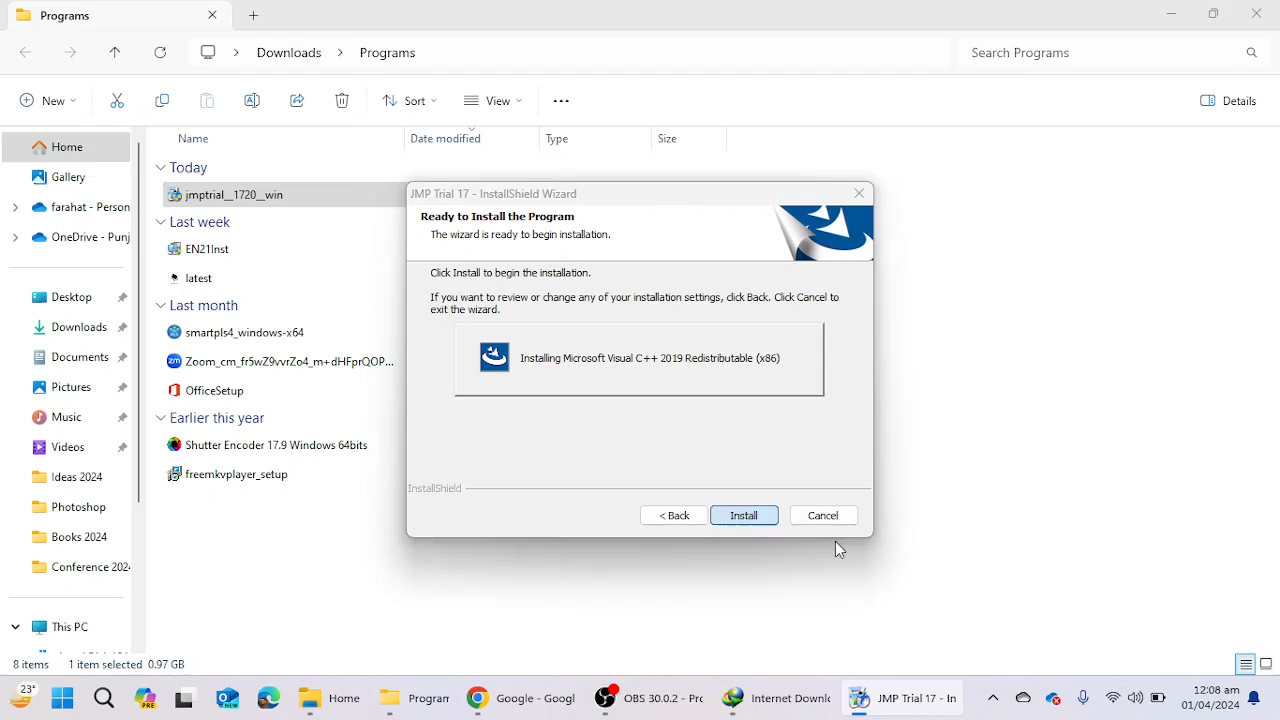 Programs
Downloads > Programs
Search Programs
New
Sort
View
Details
Name
Date modified
Type
Size
Home
Gallery
farahat - Person
OneDrive - Punj
Desktop
Downloads
Documents
Pictures
Music
Videos
Ideas 2024
Photoshop
Books 2024
Conference 2024
This PC
Today
jmptrial__1720__win
Last week
EN21Inst
latest
Last month
smartpls4_windows-x64
Zoom_cm_fr5wZ9vvrZo4_m+dHFprQOP...
OfficeSetup
Earlier this year
Shutter Encoder 17.9 Windows 64bits
freemkvplayer_setup
JMP Trial 17 - InstallShield Wizard
Ready to Install the Program
The wizard is ready to begin installation.
Click Install to begin the installation.
If you want to review or change any of your installation settings, click Back. Click Cancel to
exit the wizard.
Installing Microsoft Visual C++ 2019 Redistributable (x86)
InstallShield
< Back
Install
Cancel
8 items
1 item selected 0.97 GB
23°
PRE
NEW
Home
Program
Google - Googl
OBS 30.0.2 - Pro
Internet Downlo
JMP Trial 17 - In
12:08 am
01/04/2024